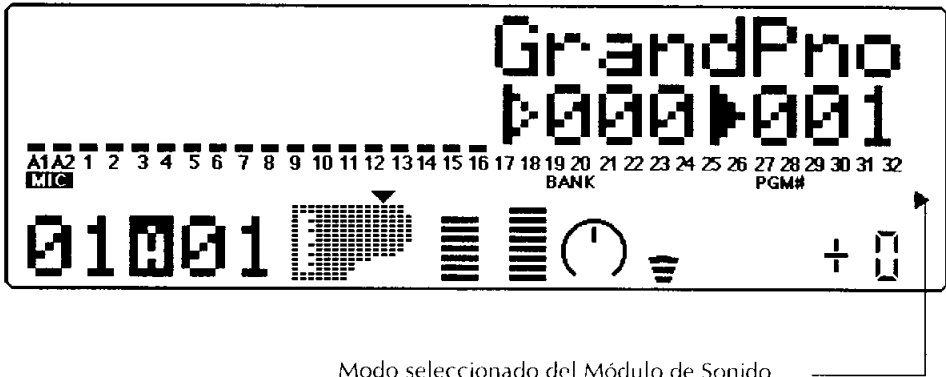 GrandPno
000 001
A1 A2 1 2 3 4 5 6 7 8 9 10 11 12 13 14 15 16 17 18 19 20 21 22 23 24 25 26 27 28 29 30 31 32
MIC BANK PGM#
01 01
+ 0
Modo seleccionado del Módulo de Sonido